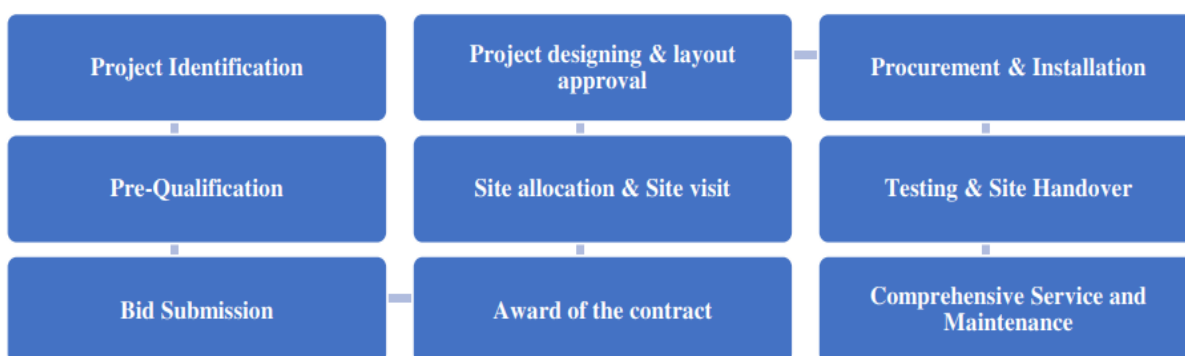 Project Identification
Pre-Qualification
Bid Submission
Award of the contract
Site allocation & Site visit
Project designing & layout
approval
Procurement & Installation
Testing & Site Handover
Comprehensive Service and
Maintenance